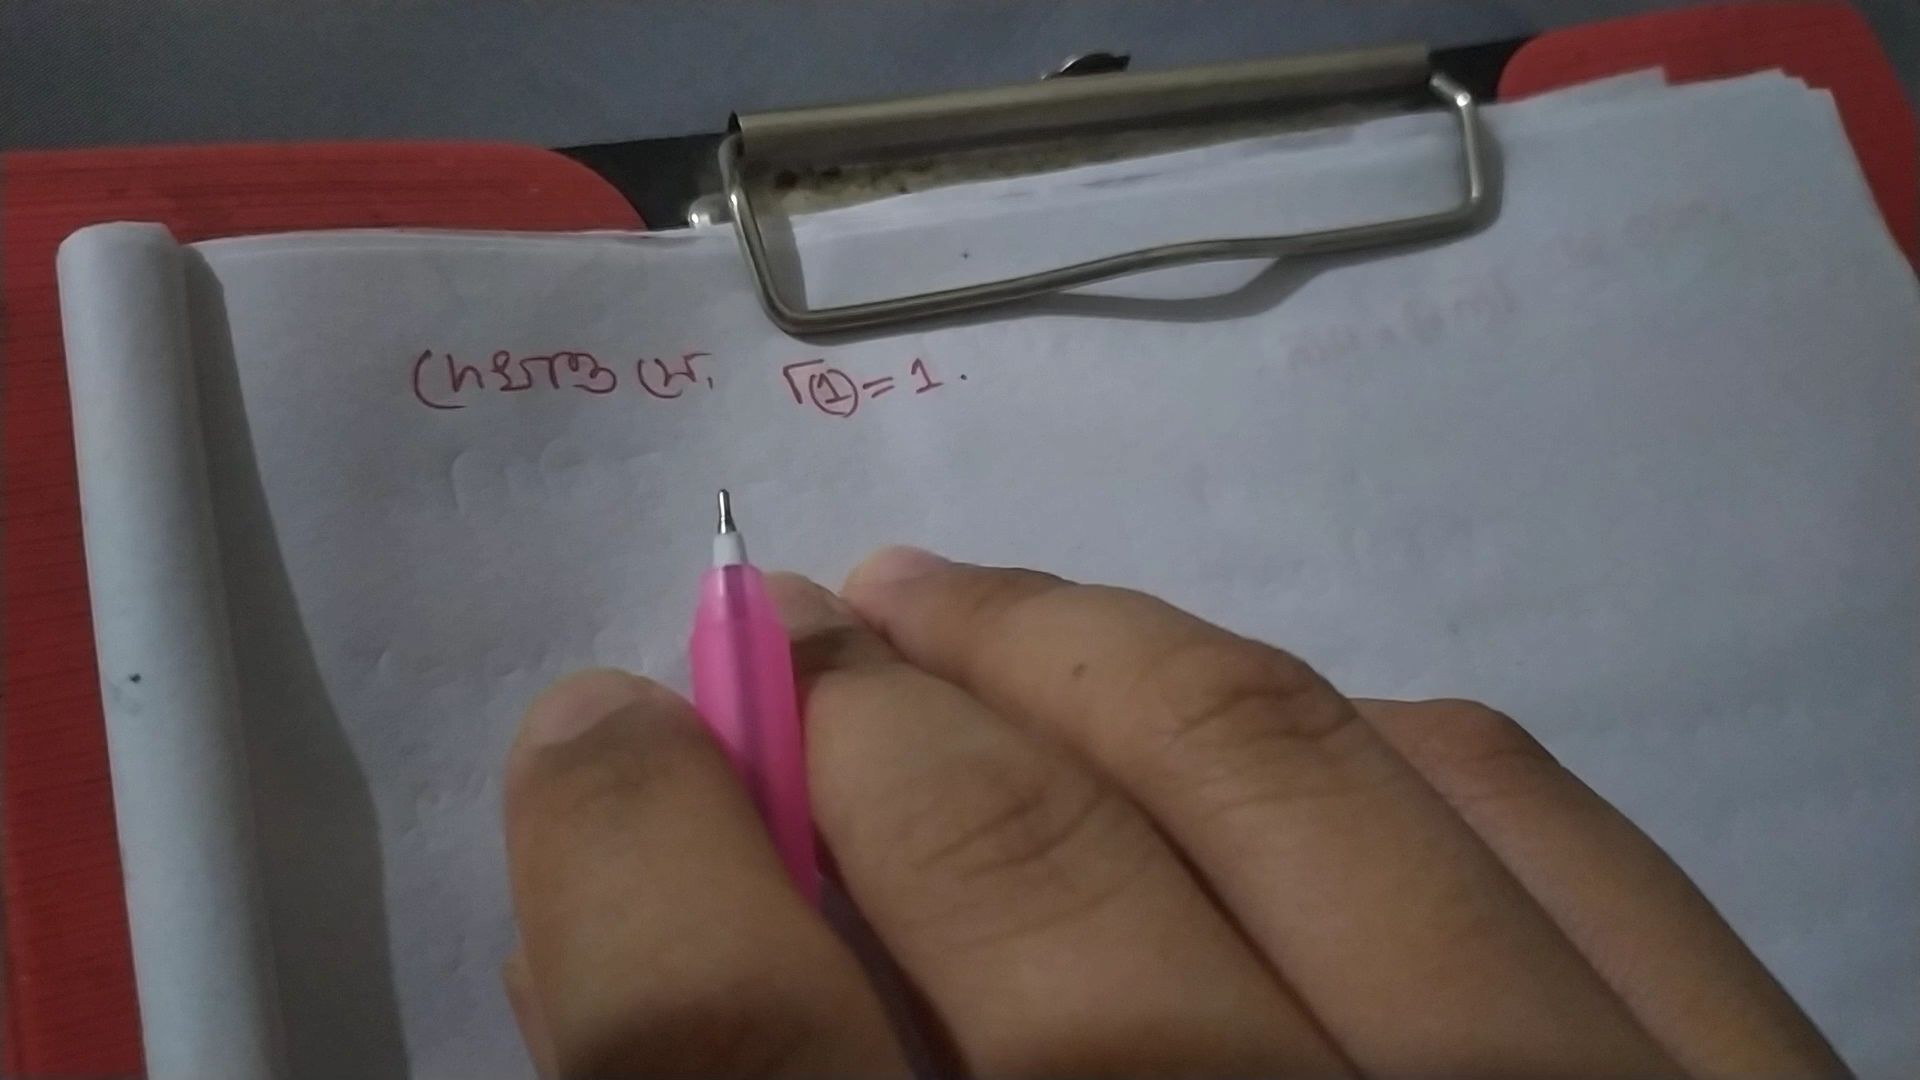 দেখাও যে, Γ(1) = 1.